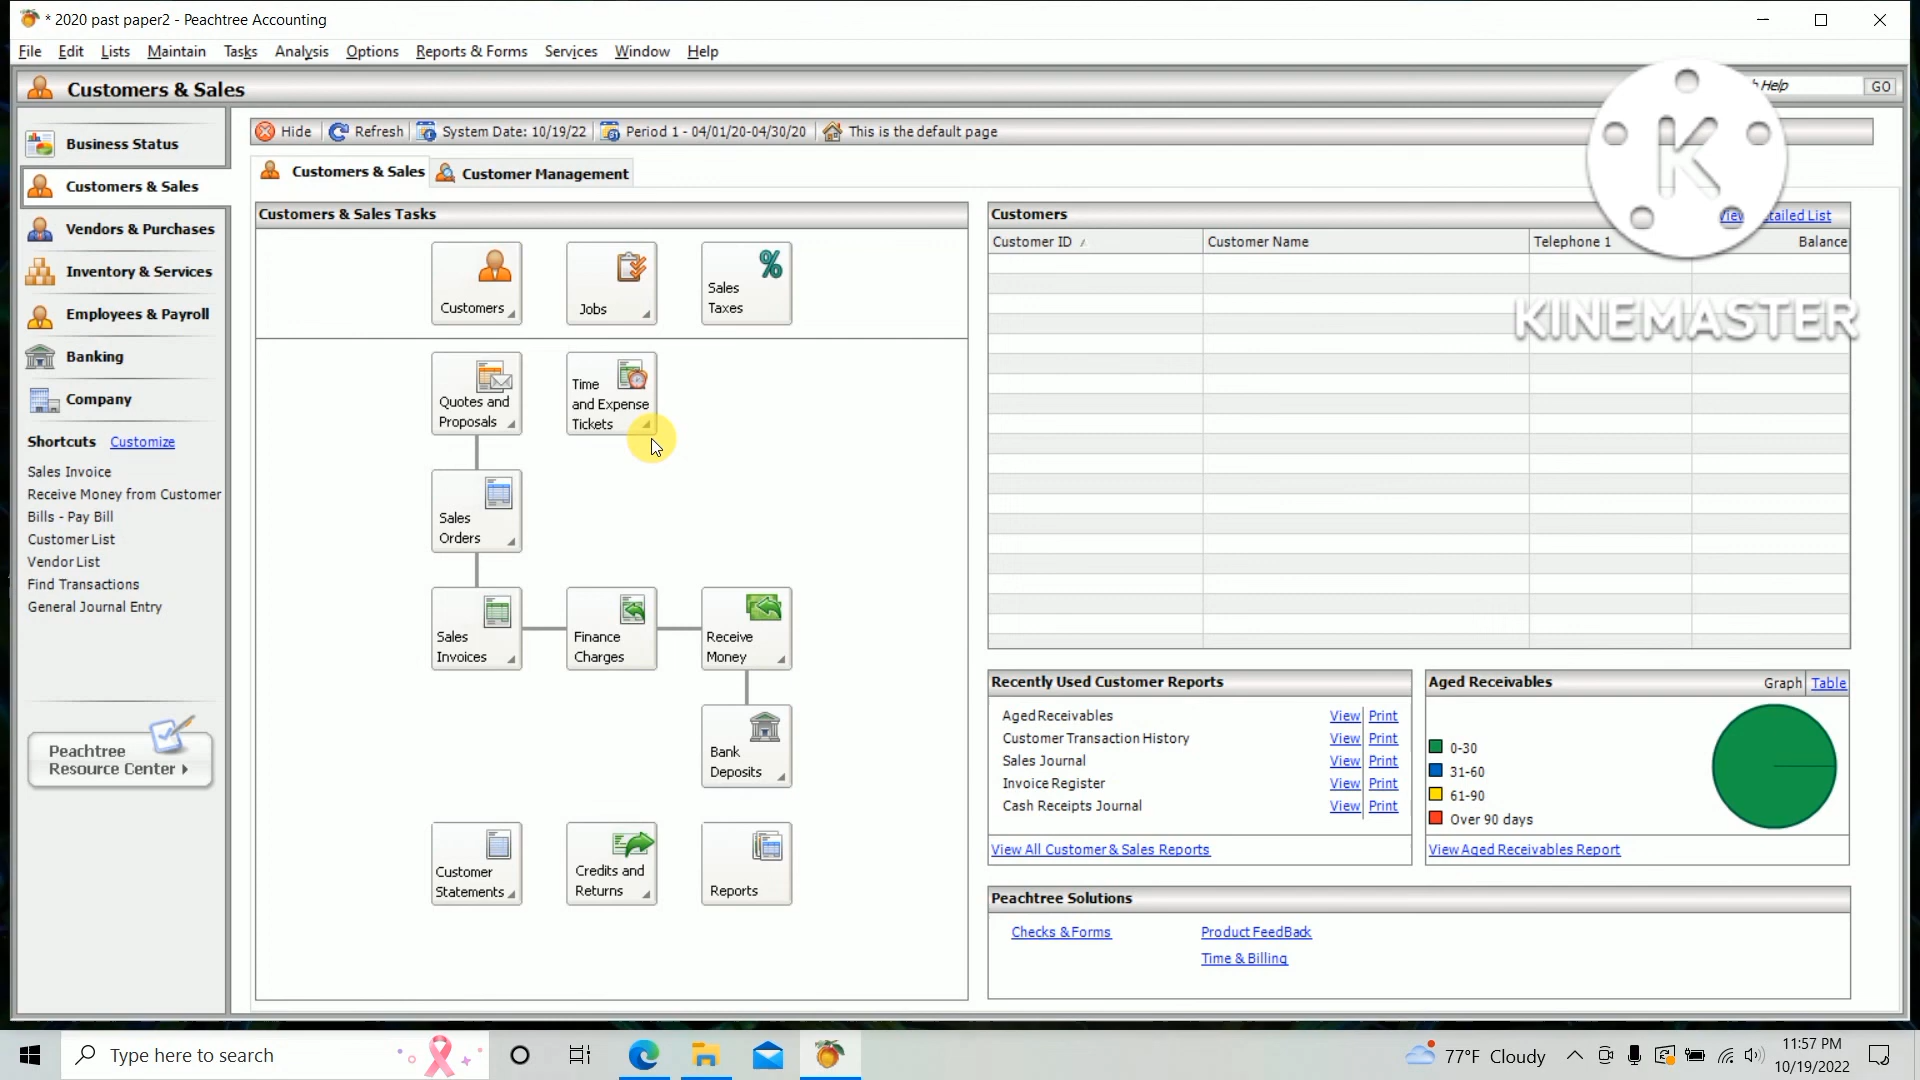 * 2020 past paper2 - Peachtree Accounting
File Edit Lists Maintain Tasks Analysis Options Reports & Forms Services Window Help
Customers & Sales
Help GO
Hide Refresh System Date: 10/19/22 Period 1 - 04/01/20-04/30/20 This is the default page
Business Status
Customers & Sales
Vendors & Purchases
Inventory & Services
Employees & Payroll
Banking
Company
Shortcuts Customize
Sales Invoice
Receive Money from Customer
Bills - Pay Bill
Customer List
Vendor List
Find Transactions
General Journal Entry
Peachtree
Resource Center
Customers & Sales Customer Management
Customers & Sales Tasks
Customers
Jobs
Sales
Taxes
Quotes and
Proposals
Time
and Expense
Tickets
Sales
Orders
Sales
Invoices
Finance
Charges
Receive
Money
Bank
Deposits
Customer
Statements
Credits and
Returns
Reports
Customers
Customer ID Customer Name Telephone 1 Balance
K
KINEMASTER
Recently Used Customer Reports
Aged Receivables View Print
Customer Transaction History View Print
Sales Journal View Print
Invoice Register View Print
Cash Receipts Journal View Print
View All Customer & Sales Reports
Aged Receivables Graph Table
0-30
31-60
61-90
Over 90 days
View Aged Receivables Report
Peachtree Solutions
Checks & Forms
Product FeedBack
Time & Billing
Type here to search
77°F Cloudy
11:57 PM
10/19/2022